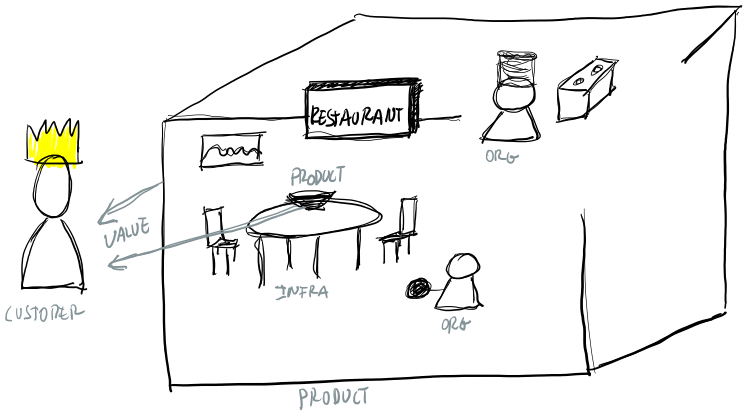 RESTAURANT
ORG
PRODUCT
VALUE
INFRA
CUSTOMER
ORG
PRODUCT